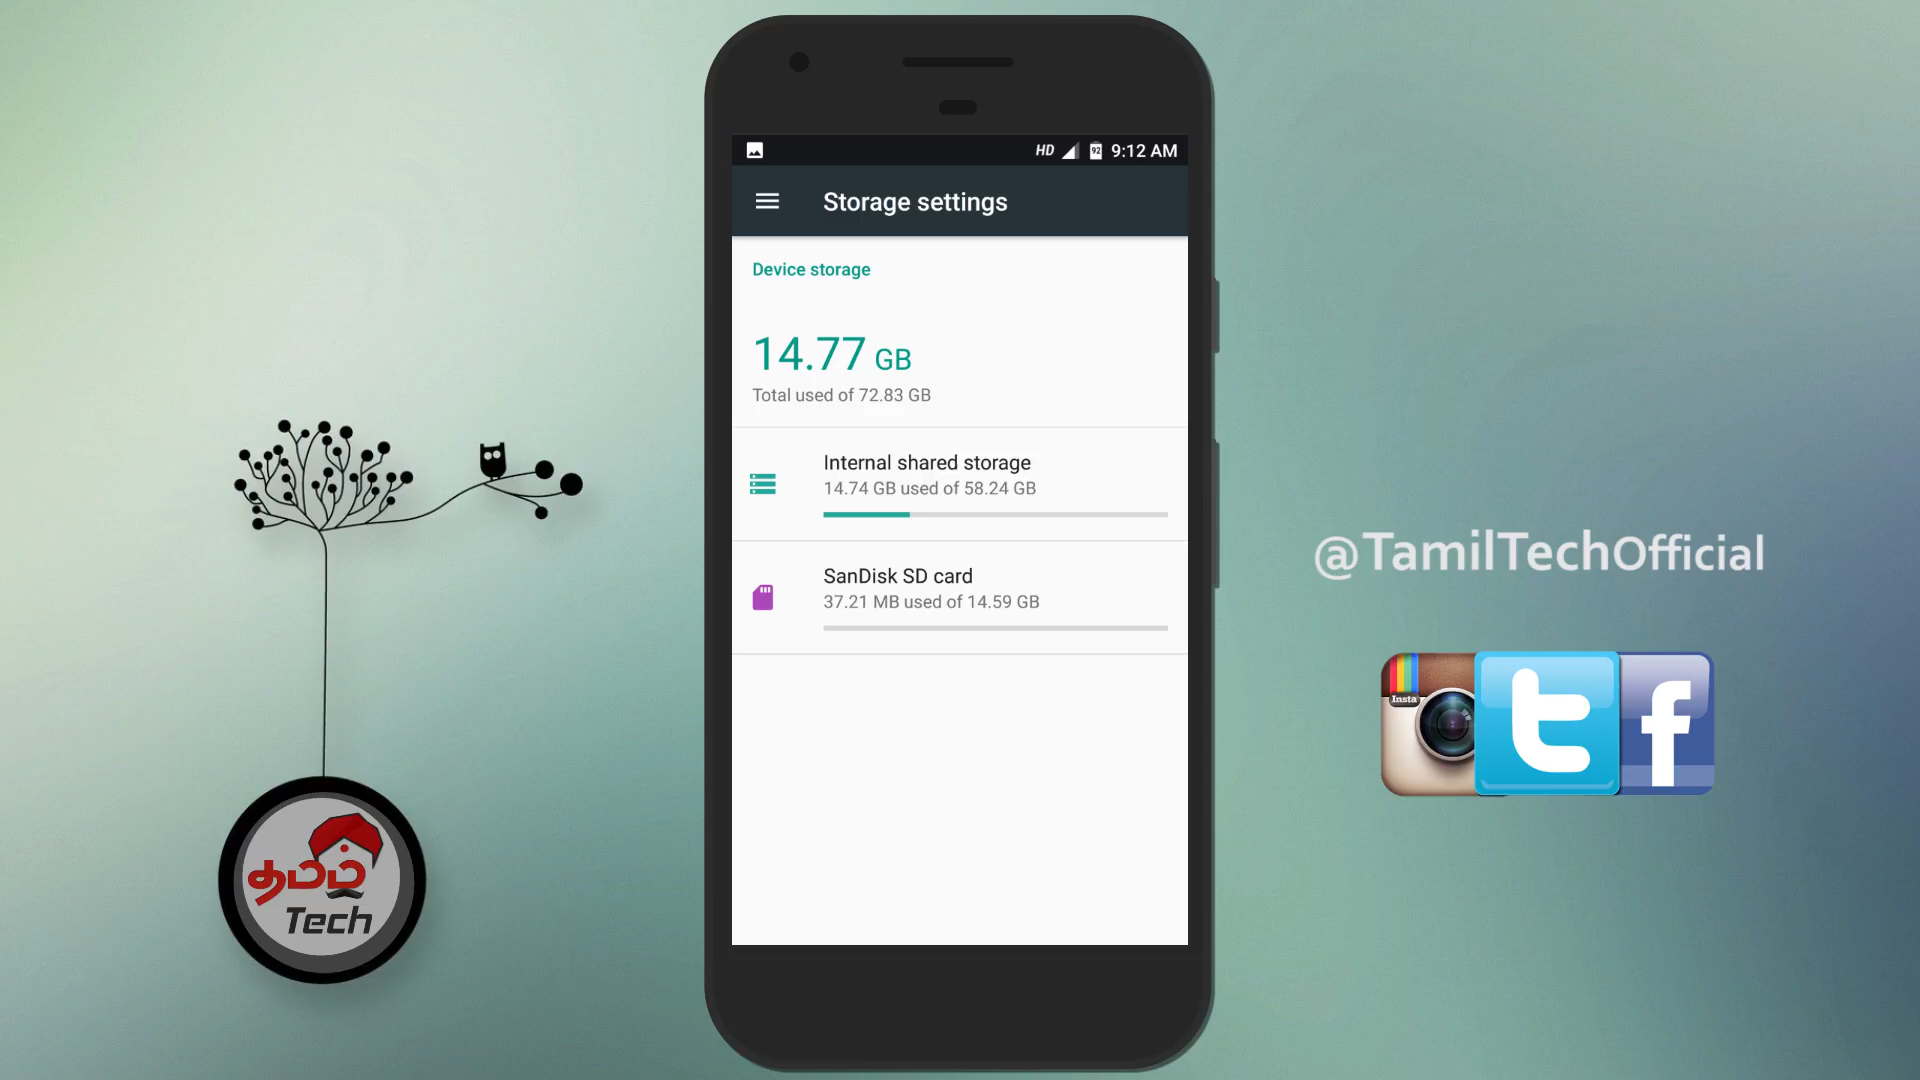 HD 92 9:12 AM
Storage settings
Device storage
14.77 GB
Total used of 72.83 GB
Internal shared storage
14.74 GB used of 58.24 GB
SanDisk SD card
37.21 MB used of 14.59 GB
@TamilTechOfficial
Insta
தமிழ்
Tech